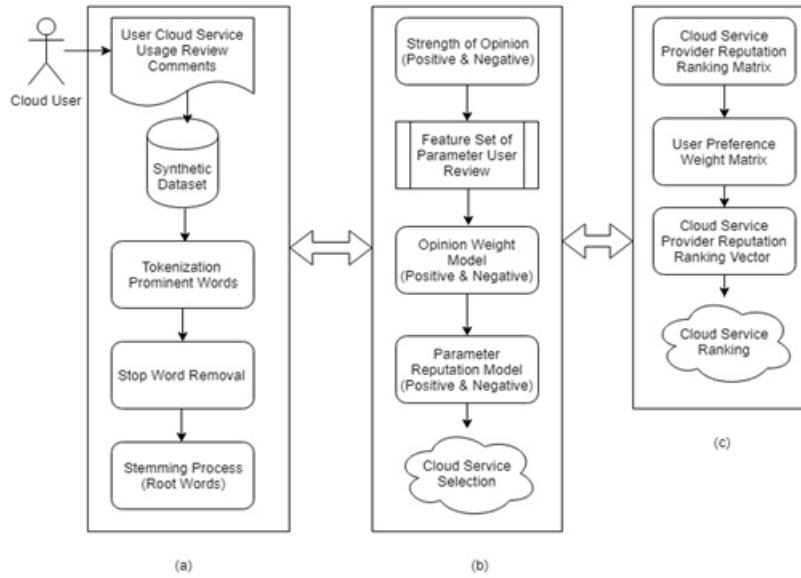 Cloud User
User Cloud Service
Usage Review
Comments
Synthetic
Dataset
Tokenization
Prominent Words
Stop Word Removal
Stemming Process
(Root Words)
(a)
Strength of Opinion
(Positive & Negative)
Feature Set of
Parameter User
Review
Opinion Weight
Model
(Positive & Negative)
Parameter
Reputation Model
(Positive & Negative)
Cloud Service
Selection
(b)
Cloud Service
Provider Reputation
Ranking Matrix
User Preference
Weight Matrix
Cloud Service
Provider Reputation
Ranking Vector
Cloud Service
Ranking
(c)